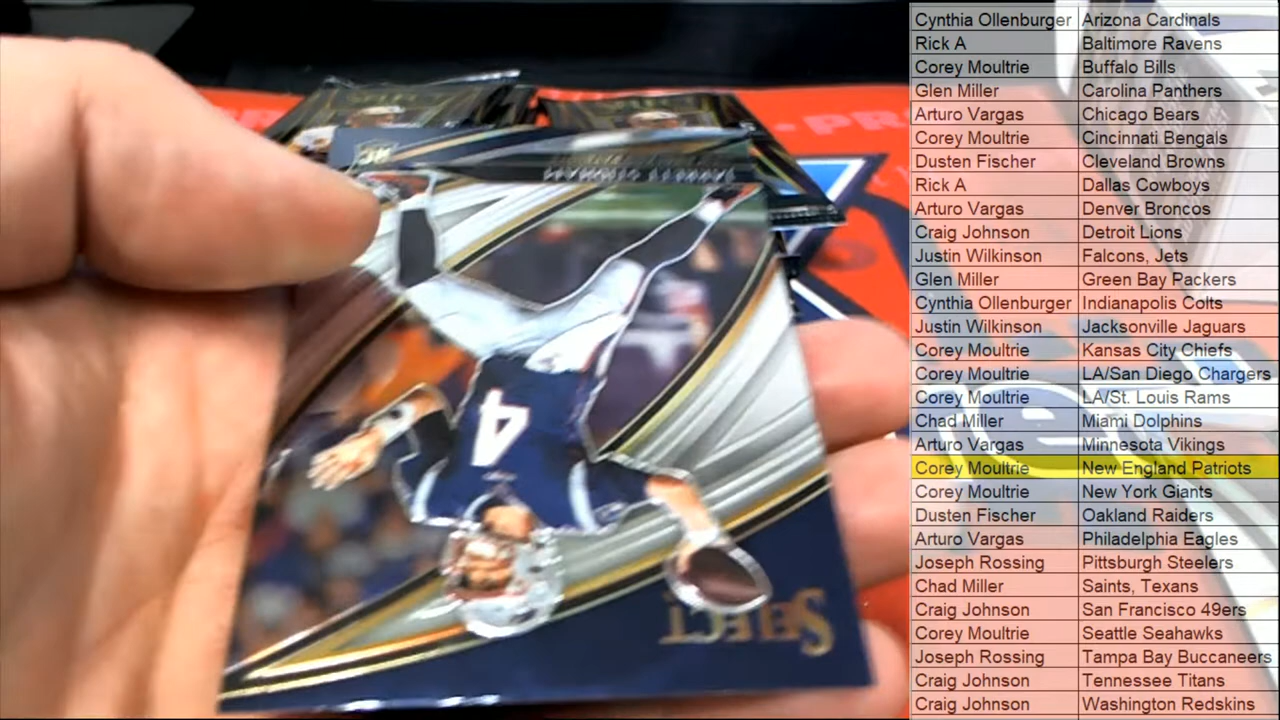 Cynthia Ollenburger Arizona Cardinals
Rick A Baltimore Ravens
Corey Moultrie Buffalo Bills
Glen Miller Carolina Panthers
Arturo Vargas Chicago Bears
Corey Moultrie Cincinnati Bengals
Dusten Fischer Cleveland Browns
Rick A Dallas Cowboys
Arturo Vargas Denver Broncos
Craig Johnson Detroit Lions
Justin Wilkinson Falcons, Jets
Glen Miller Green Bay Packers
Cynthia Ollenburger Indianapolis Colts
Justin Wilkinson Jacksonville Jaguars
Corey Moultrie Kansas City Chiefs
Corey Moultrie LA/San Diego Chargers
Corey Moultrie LA/St. Louis Rams
Chad Miller Miami Dolphins
Arturo Vargas Minnesota Vikings
Corey Moultrie New England Patriots
Corey Moultrie New York Giants
Dusten Fischer Oakland Raiders
Arturo Vargas Philadelphia Eagles
Joseph Rossing Pittsburgh Steelers
Chad Miller Saints, Texans
Craig Johnson San Francisco 49ers
Corey Moultrie Seattle Seahawks
Joseph Rossing Tampa Bay Buccaneers
Craig Johnson Tennessee Titans
Craig Johnson Washington Redskins
RC
4
SELECT